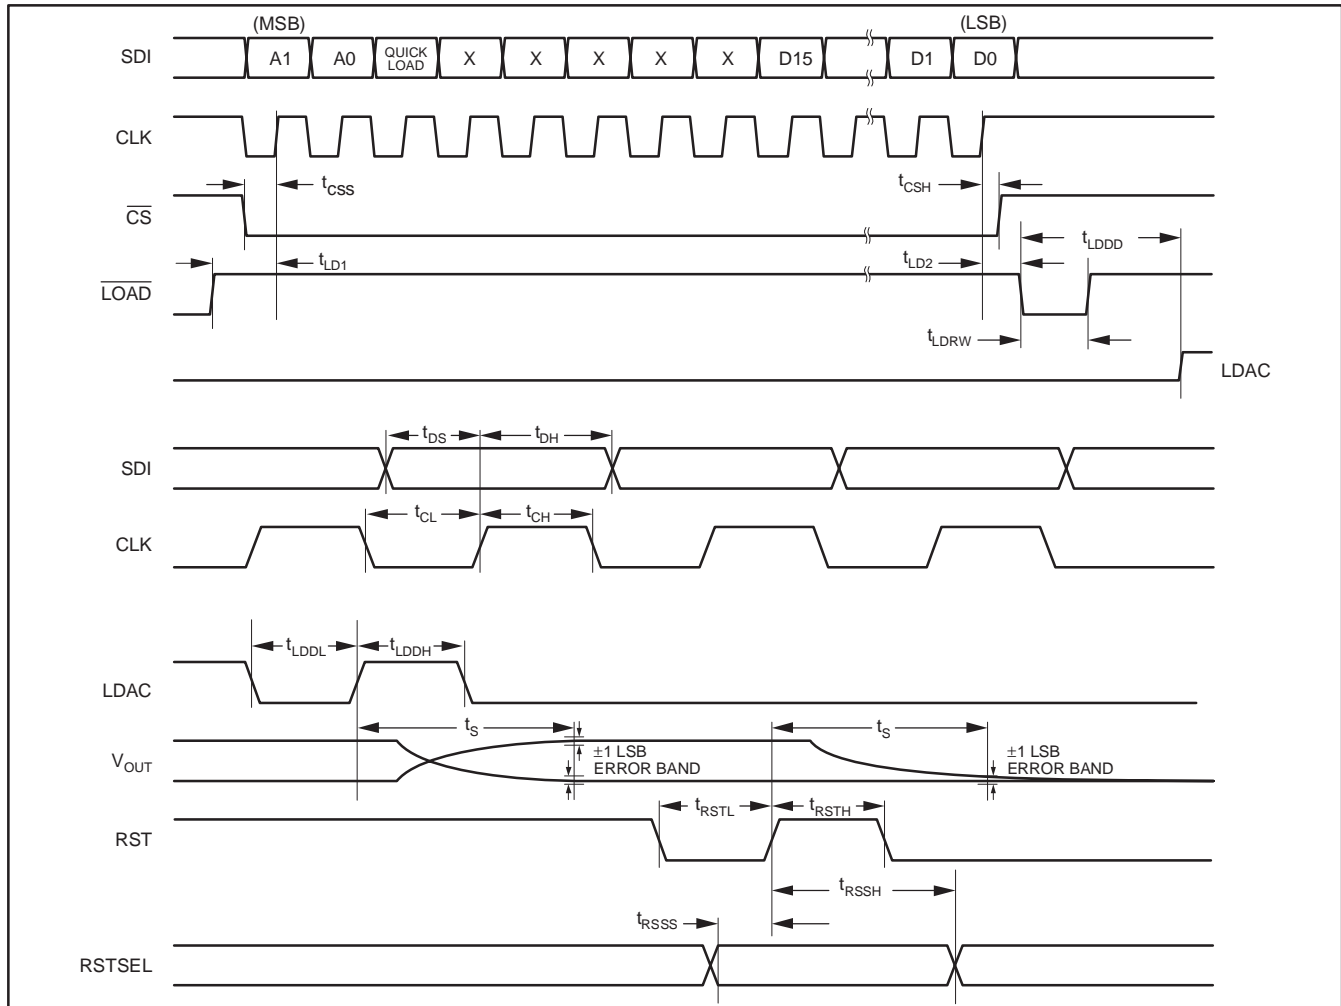 (MSB) (LSB)
SDI A1 A0 QUICK LOAD X X X X X D15 D1 D0
CLK
tCSS tCSH
CS
tLDDD
tLD1 tLD2
LOAD
tLDRW
LDAC
tDS tDH
SDI
tCL tCH
CLK
tLDDL tLDDH
LDAC
tS tS
±1 LSB ERROR BAND ±1 LSB ERROR BAND
VOUT
tRSTL tRSTH
RST
tRSSH
tRSSS
RSTSEL